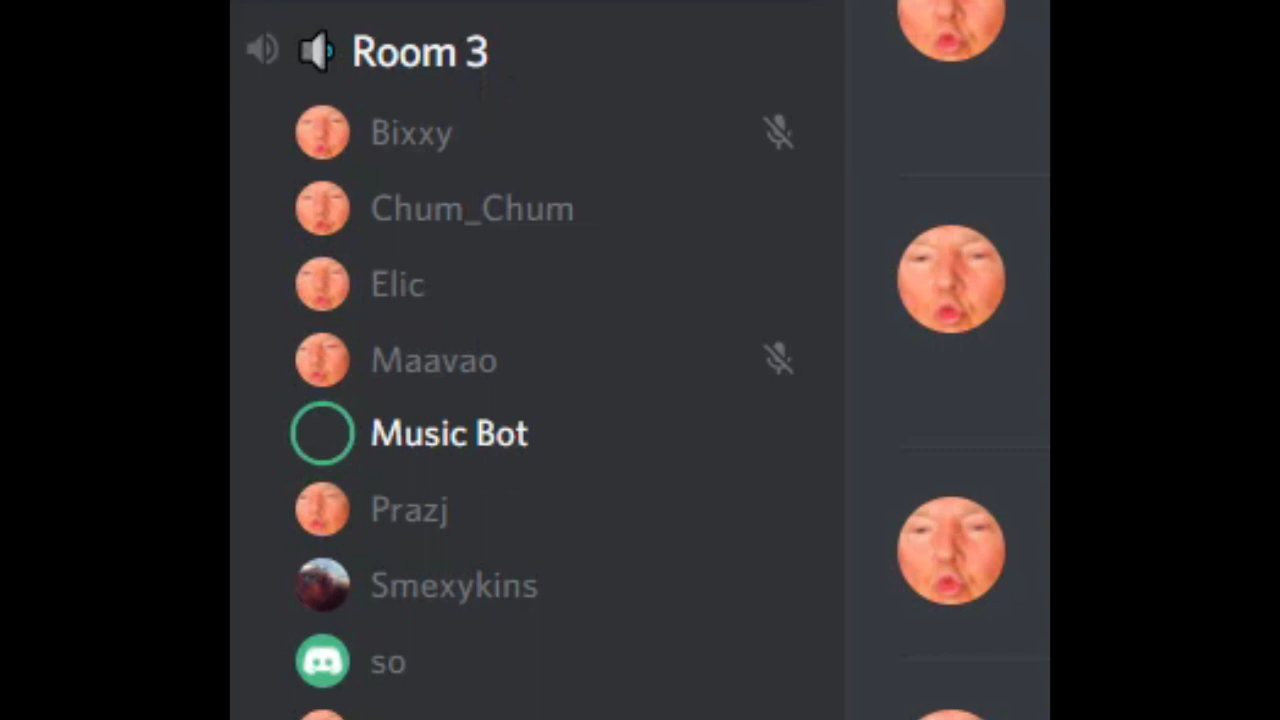 Room 3
Bixxy
Chum_Chum
Elic
Maavao
Music Bot
Prazj
Smexykins
so